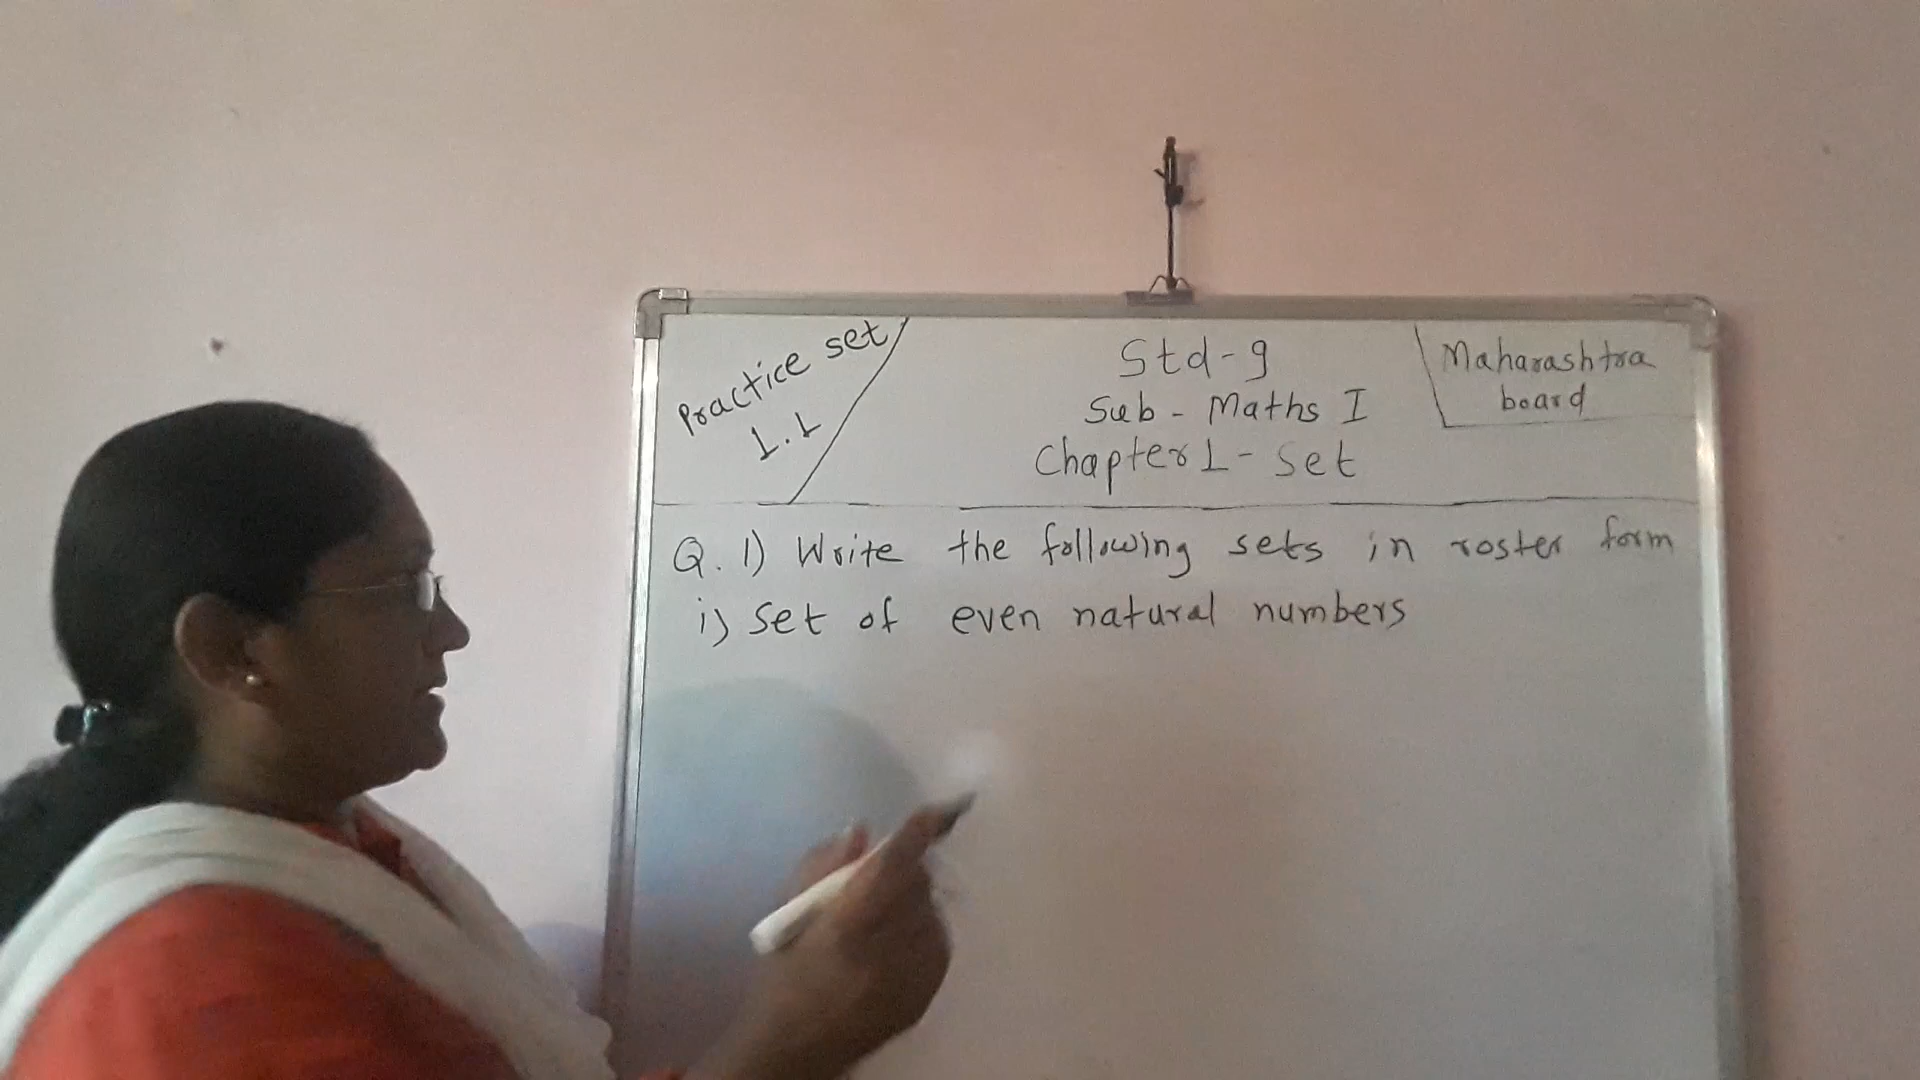 Practice set
1.1
Std-9
Sub - Maths I
Chapter 1 - Set
Maharashtra
board
Q. 1) Write the following sets in roster form
i) Set of even natural numbers